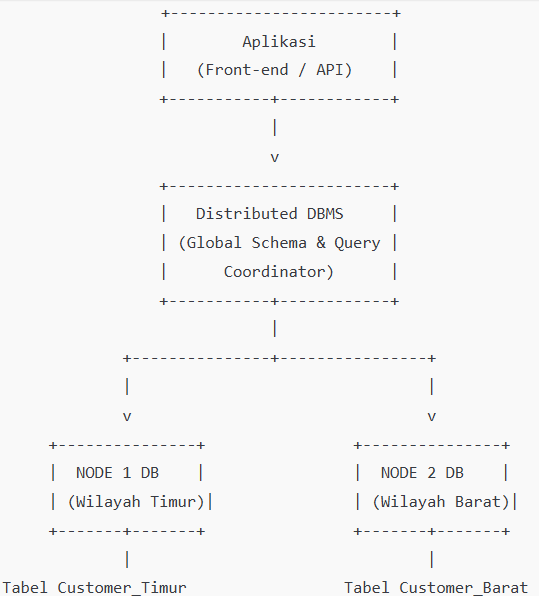 +------------------------+
|        Aplikasi        |
|   (Front-end / API)    |
+-----------+------------+
|
v
+------------------------+
|   Distributed DBMS     |
| (Global Schema & Query |
|      Coordinator)      |
+-----------+------------+
|
+---------------+----------------+
|                                |
v                                v
+---------------+                +---------------+
|  NODE 1 DB    |                |  NODE 2 DB    |
| (Wilayah Timur)|               | (Wilayah Barat)|
+-------+-------+                +-------+-------+
|                                |
Tabel Customer_Timur                 Tabel Customer_Barat